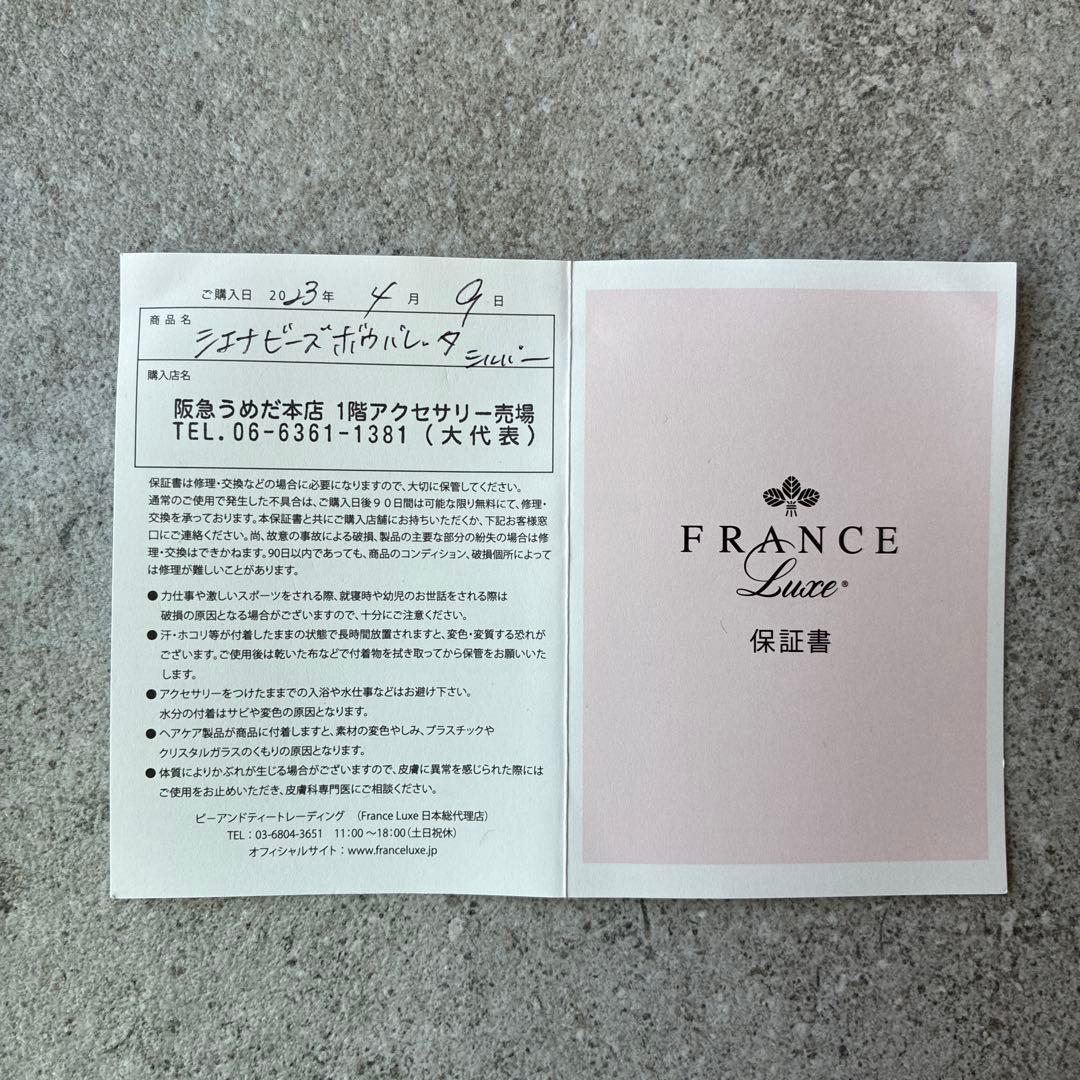 ご購入日 2023年 4月 9日
商品名
シエナビーズボウバレッタ シルバー
購入店名
阪急うめだ本店 1階アクセサリー売場
TEL.06-6361-1381(大代表)
保証書は修理・交換などの場合に必要になりますので、大切に保管してください。
通常のご使用で発生した不具合は、ご購入日後90日間は可能な限り無料にて、修理・
交換を承っております。本保証書と共にご購入店舗にお持ちいただくか、下記お客様窓
口にご連絡ください。尚、故意の事故による破損、製品の主要な部分の紛失の場合は修
理・交換はできかねます。90日以内であっても、商品のコンディション、破損個所によって
は修理が難しいことがあります。
●力仕事や激しいスポーツをされる際、就寝時や幼児のお世話をされる際は
破損の原因となる場合がございますので、十分にご注意ください。
●汗・ホコリ等が付着したままの状態で長時間放置されますと、変色・変質する恐れが
ございます。ご使用後は乾いた布などで付着物を拭き取ってから保管をお願いいた
します。
●アクセサリーをつけたままでの入浴や水仕事などはお避け下さい。
水分の付着はサビや変色の原因となります。
●ヘアケア製品が商品に付着しますと、素材の変色やしみ、プラスチックや
クリスタルガラスのくもりの原因となります。
●体質によりかぶれが生じる場合がございますので、皮膚に異常を感じられた際には
ご使用をお止めいただき、皮膚科専門医にご相談ください。
ピーアンドティートレーディング (France Luxe 日本総代理店)
TEL:03-6804-3651 11:00~18:00(土日祝休)
オフィシャルサイト:www.franceluxe.jp
FRANCE
Luxe®
保証書